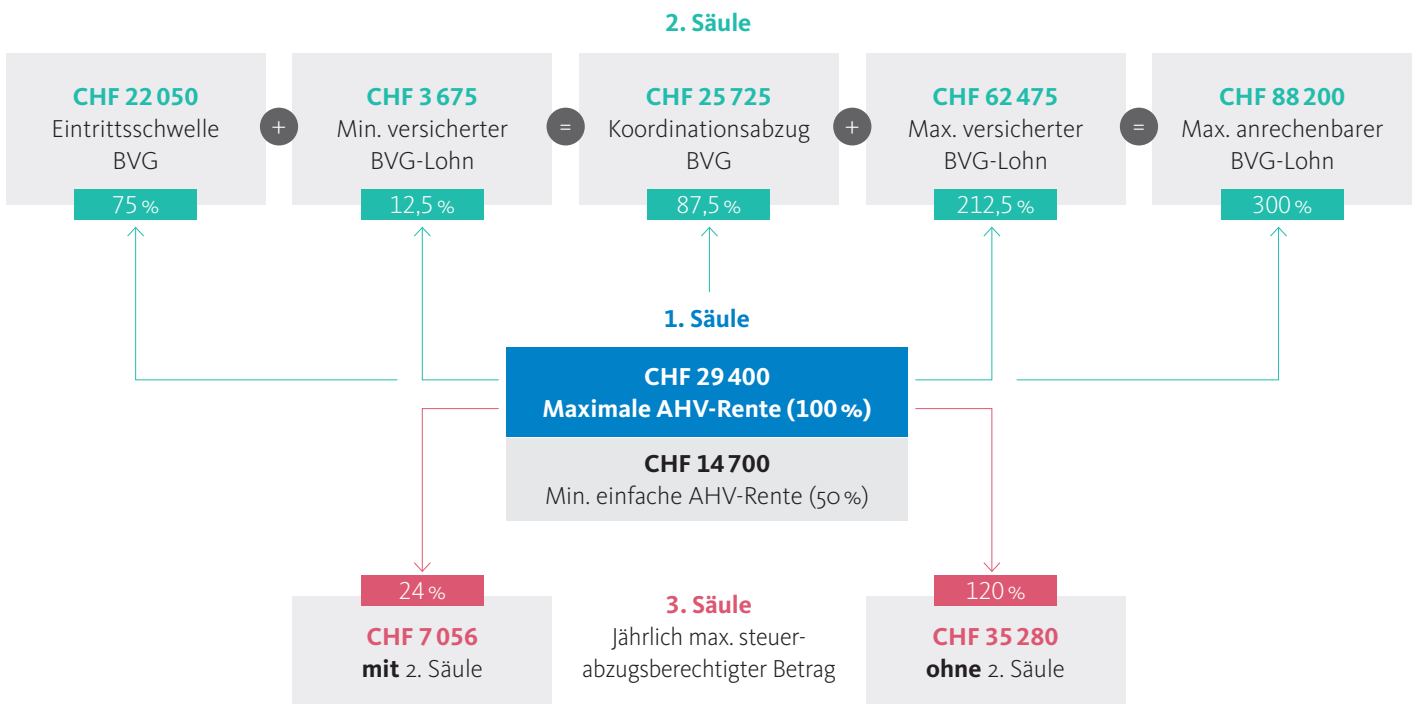 2. Säule
CHF 22 050
Eintrittsschwelle
BVG
75 %
+
CHF 3 675
Min. versicherter
BVG-Lohn
12,5 %
=
CHF 25 725
Koordinationsabzug
BVG
87,5 %
+
CHF 62 475
Max. versicherter
BVG-Lohn
212,5 %
=
CHF 88 200
Max. anrechenbarer
BVG-Lohn
300 %
1. Säule
CHF 29 400
Maximale AHV-Rente (100 %)
CHF 14 700
Min. einfache AHV-Rente (50 %)
24 %
CHF 7 056
mit 2. Säule
3. Säule
Jährlich max. steuer-
abzugsberechtigter Betrag
120 %
CHF 35 280
ohne 2. Säule